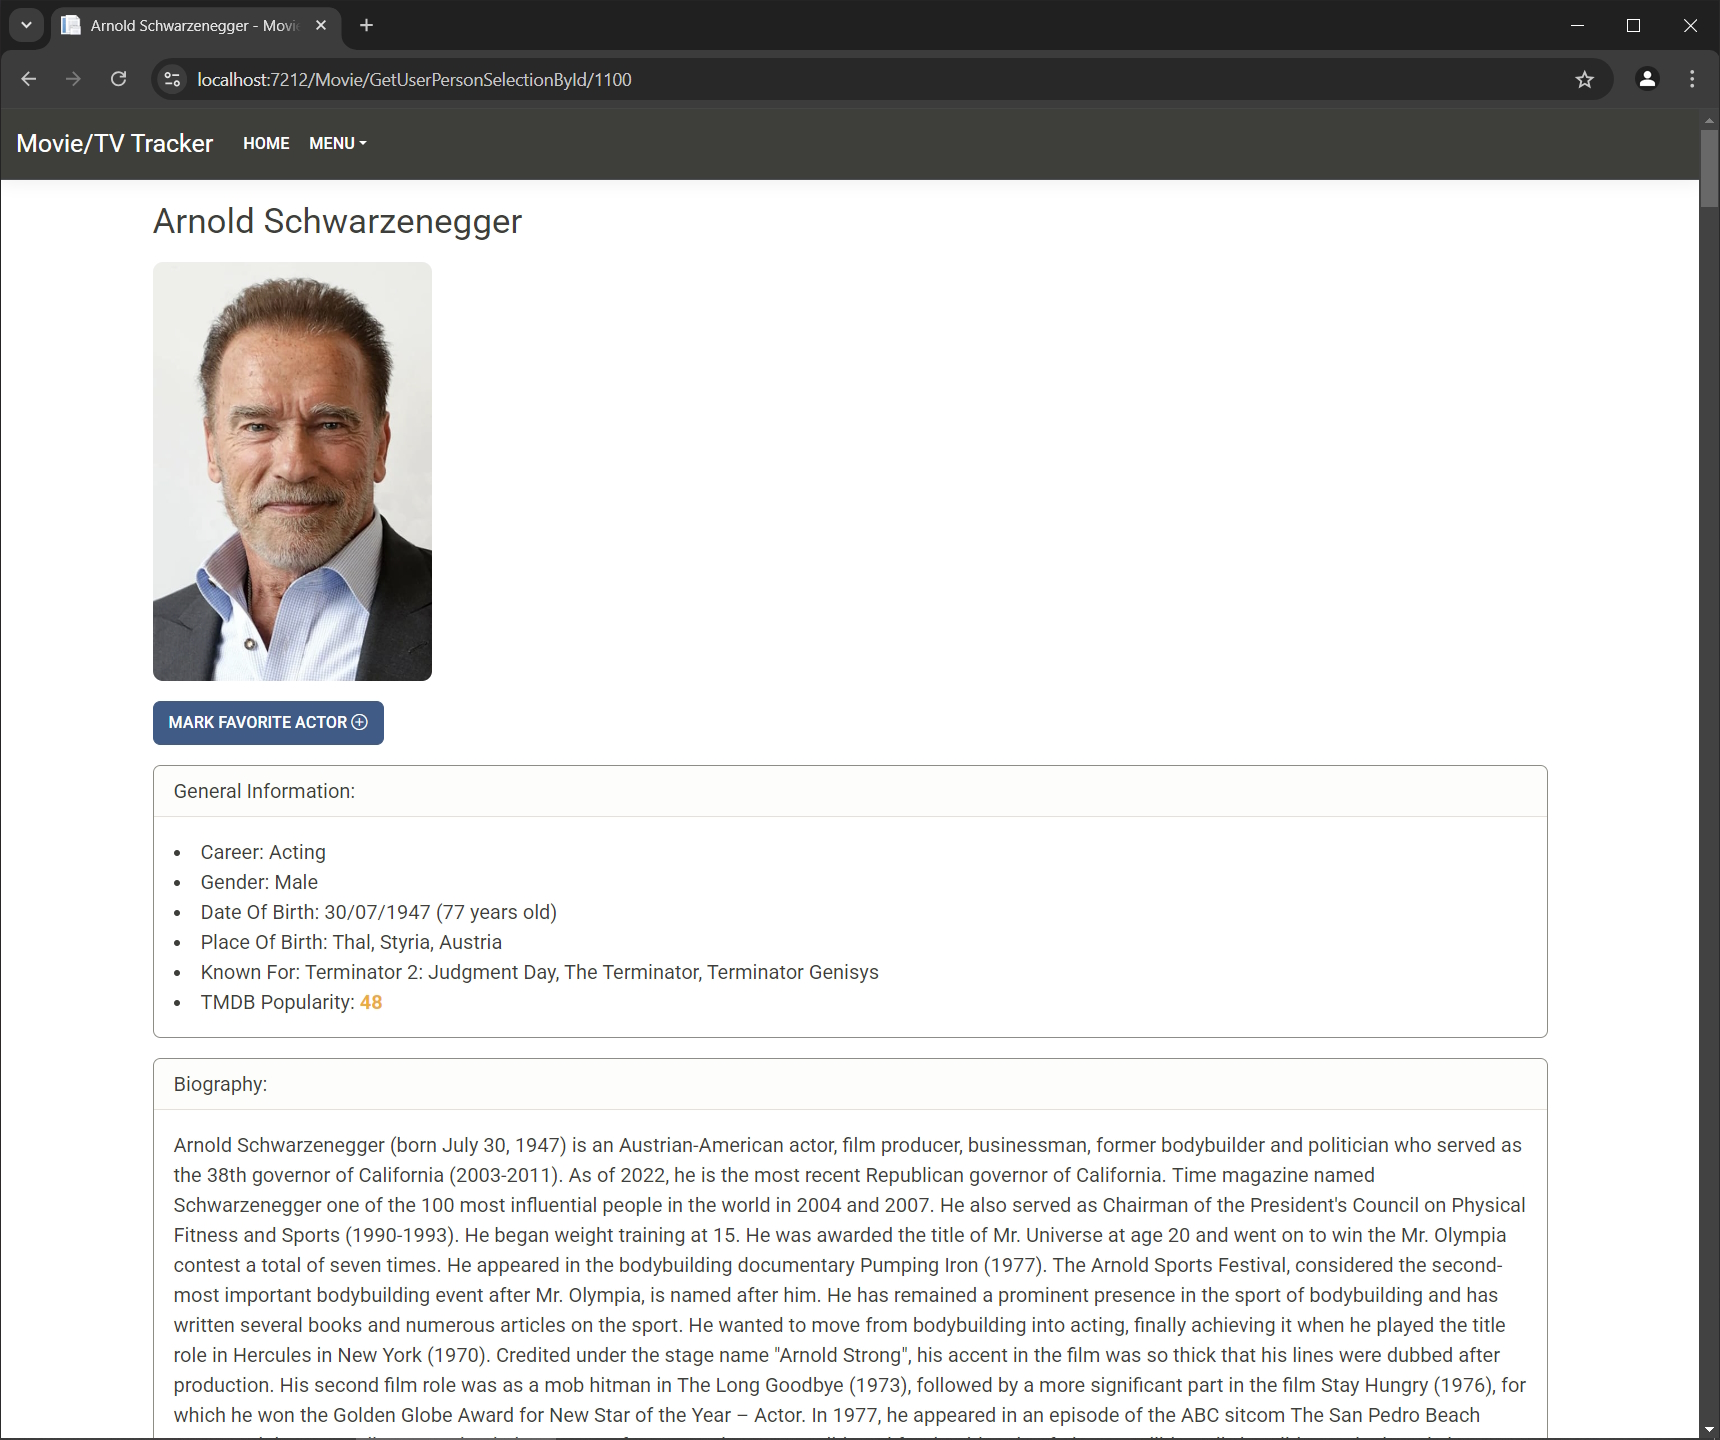 Arnold Schwarzenegger - Movi
localhost:7212/Movie/GetUserPersonSelectionById/1100
Movie/TV Tracker HOME MENU
Arnold Schwarzenegger
MARK FAVORITE ACTOR
General Information:
• Career: Acting
• Gender: Male
• Date Of Birth: 30/07/1947 (77 years old)
• Place Of Birth: Thal, Styria, Austria
• Known For: Terminator 2: Judgment Day, The Terminator, Terminator Genisys
• TMDB Popularity: 48
Biography:
Arnold Schwarzenegger (born July 30, 1947) is an Austrian-American actor, film producer, businessman, former bodybuilder and politician who served as
the 38th governor of California (2003-2011). As of 2022, he is the most recent Republican governor of California. Time magazine named
Schwarzenegger one of the 100 most influential people in the world in 2004 and 2007. He also served as Chairman of the President's Council on Physical
Fitness and Sports (1990-1993). He began weight training at 15. He was awarded the title of Mr. Universe at age 20 and went on to win the Mr. Olympia
contest a total of seven times. He appeared in the bodybuilding documentary Pumping Iron (1977). The Arnold Sports Festival, considered the second-
most important bodybuilding event after Mr. Olympia, is named after him. He has remained a prominent presence in the sport of bodybuilding and has
written several books and numerous articles on the sport. He wanted to move from bodybuilding into acting, finally achieving it when he played the title
role in Hercules in New York (1970). Credited under the stage name "Arnold Strong", his accent in the film was so thick that his lines were dubbed after
production. His second film role was as a mob hitman in The Long Goodbye (1973), followed by a more significant part in the film Stay Hungry (1976), for
which he won the Golden Globe Award for New Star of the Year – Actor. In 1977, he appeared in an episode of the ABC sitcom The San Pedro Beach